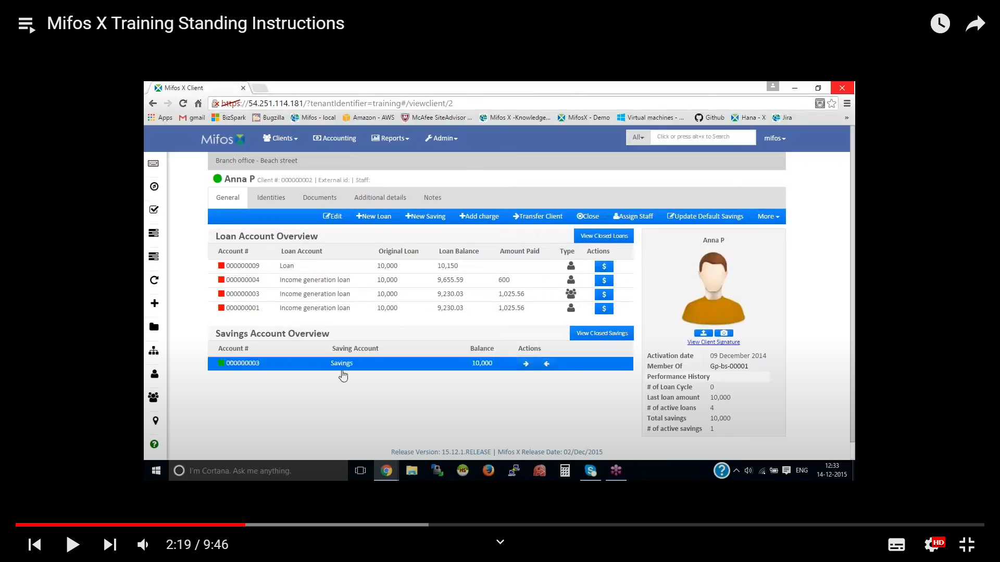 Mifos X Training Standing Instructions
Mifos X Client
https://54.251.114.181/?tenantIdentifier=training#/viewclient/2
Apps gmail BizSpark Bugzilla Mifos - local Amazon - AWS McAfee SiteAdvisor ... Mifos X -Knowledge... MifosX - Demo Virtual machines - ... Github Hana - X Jira »
Mifos Clients Accounting Reports Admin All Click or press alt+x to Search mifos
Branch office - Beach street
Anna P Client #: 000000002 | External id: | Staff:
General Identities Documents Additional details Notes
Edit New Loan New Saving Add charge Transfer Client Close Assign Staff Update Default Savings More
Loan Account Overview View Closed Loans
Account # Loan Account Original Loan Loan Balance Amount Paid Type Actions
000000009 Loan 10,000 10,150 $
000000004 Income generation loan 10,000 9,655.59 600 $
000000003 Income generation loan 10,000 9,230.03 1,025.56 $
000000001 Income generation loan 10,000 9,230.03 1,025.56 $
Savings Account Overview View Closed Savings
Account # Saving Account Balance Actions
000000003 Savings 10,000
Anna P
View Client Signature
Activation date 09 December 2014
Member Of Gp-bs-00001
Performance History
# of Loan Cycle 0
Last loan amount 10,000
# of active loans 4
Total savings 10,000
# of active savings 1
Release Version: 15.12.1.RELEASE | Mifos X Release Date: 02/Dec/2015
I'm Cortana. Ask me anything.
HS
ENG
12:33
14-12-2015
2:19 / 9:46
HD